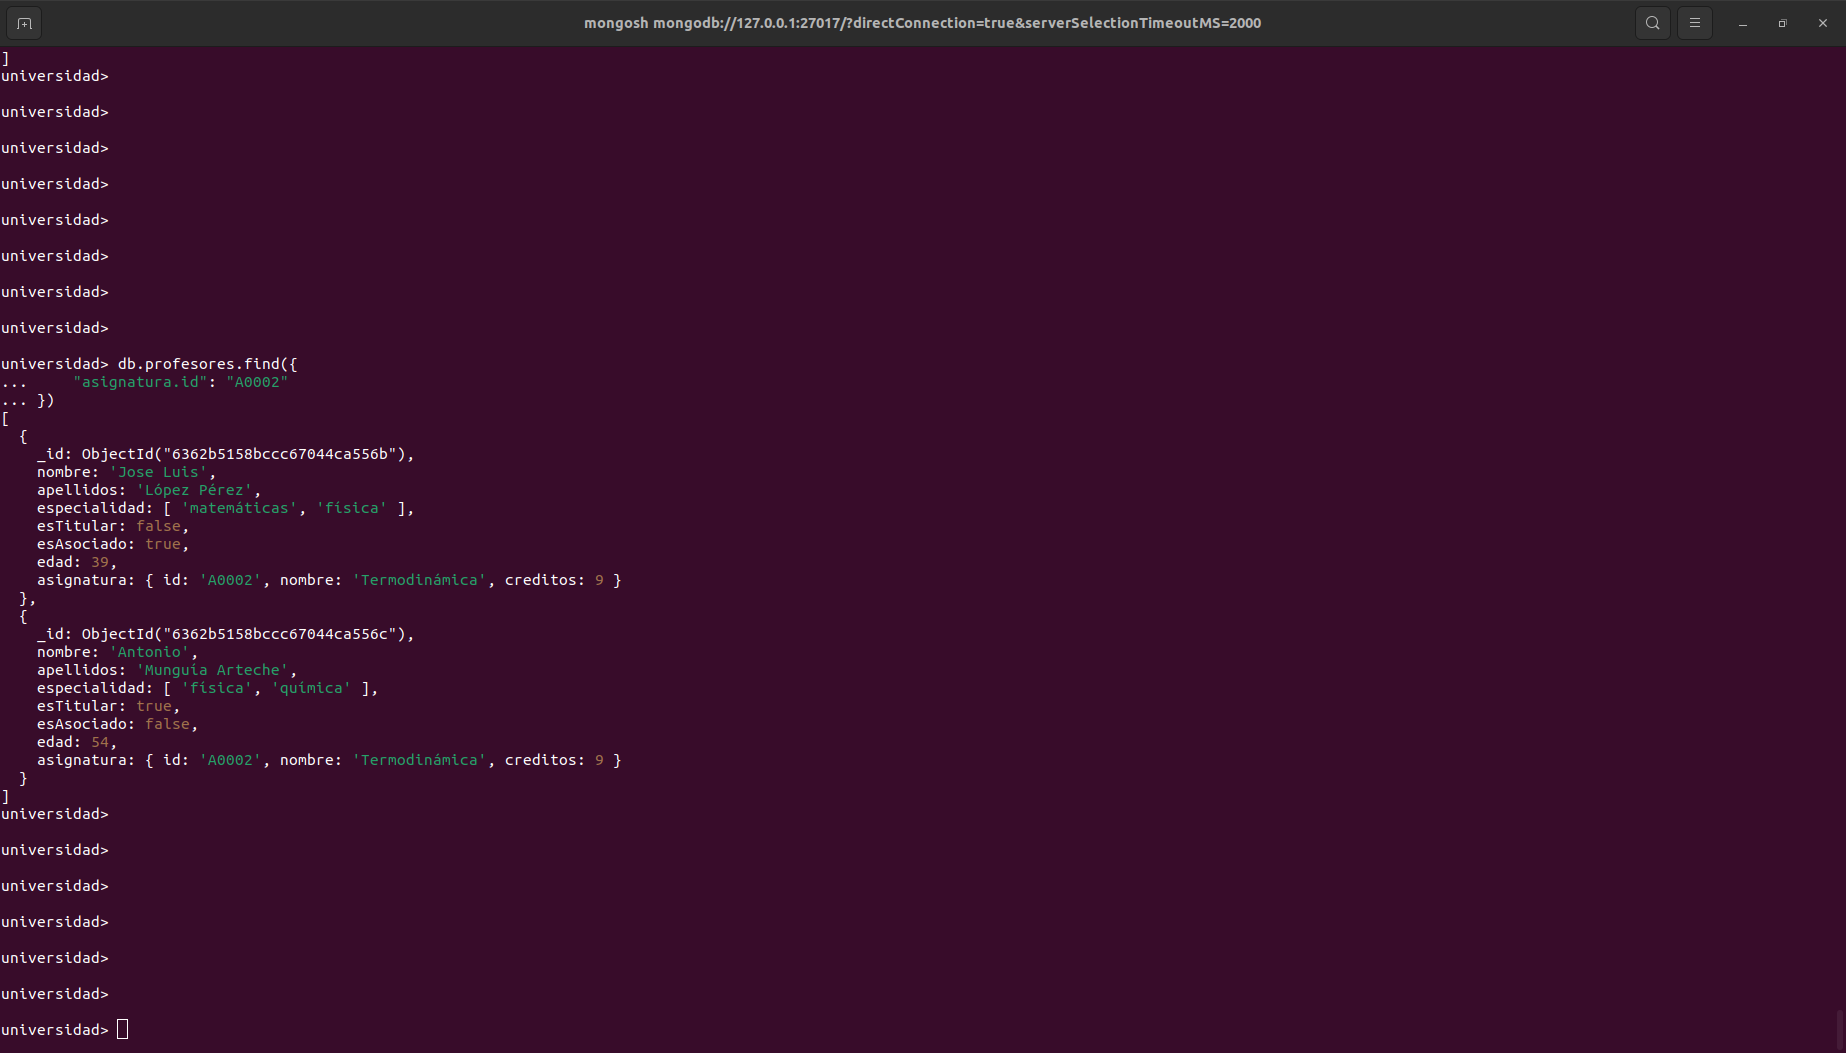 mongosh mongodb://127.0.0.1:27017/?directConnection=true&serverSelectionTimeoutMS=2000
]
universidad>
universidad>
universidad>
universidad>
universidad>
universidad>
universidad>
universidad>
universidad> db.profesores.find({
...     "asignatura.id": "A0002"
... })
[
  {
    _id: ObjectId("6362b5158bccc67044ca556b"),
    nombre: 'Jose Luis',
    apellidos: 'López Pérez',
    especialidad: [ 'matemáticas', 'física' ],
    esTitular: false,
    esAsociado: true,
    edad: 39,
    asignatura: { id: 'A0002', nombre: 'Termodinámica', creditos: 9 }
  },
  {
    _id: ObjectId("6362b5158bccc67044ca556c"),
    nombre: 'Antonio',
    apellidos: 'Munguía Arteche',
    especialidad: [ 'física', 'química' ],
    esTitular: true,
    esAsociado: false,
    edad: 54,
    asignatura: { id: 'A0002', nombre: 'Termodinámica', creditos: 9 }
  }
]
universidad>
universidad>
universidad>
universidad>
universidad>
universidad>
universidad>